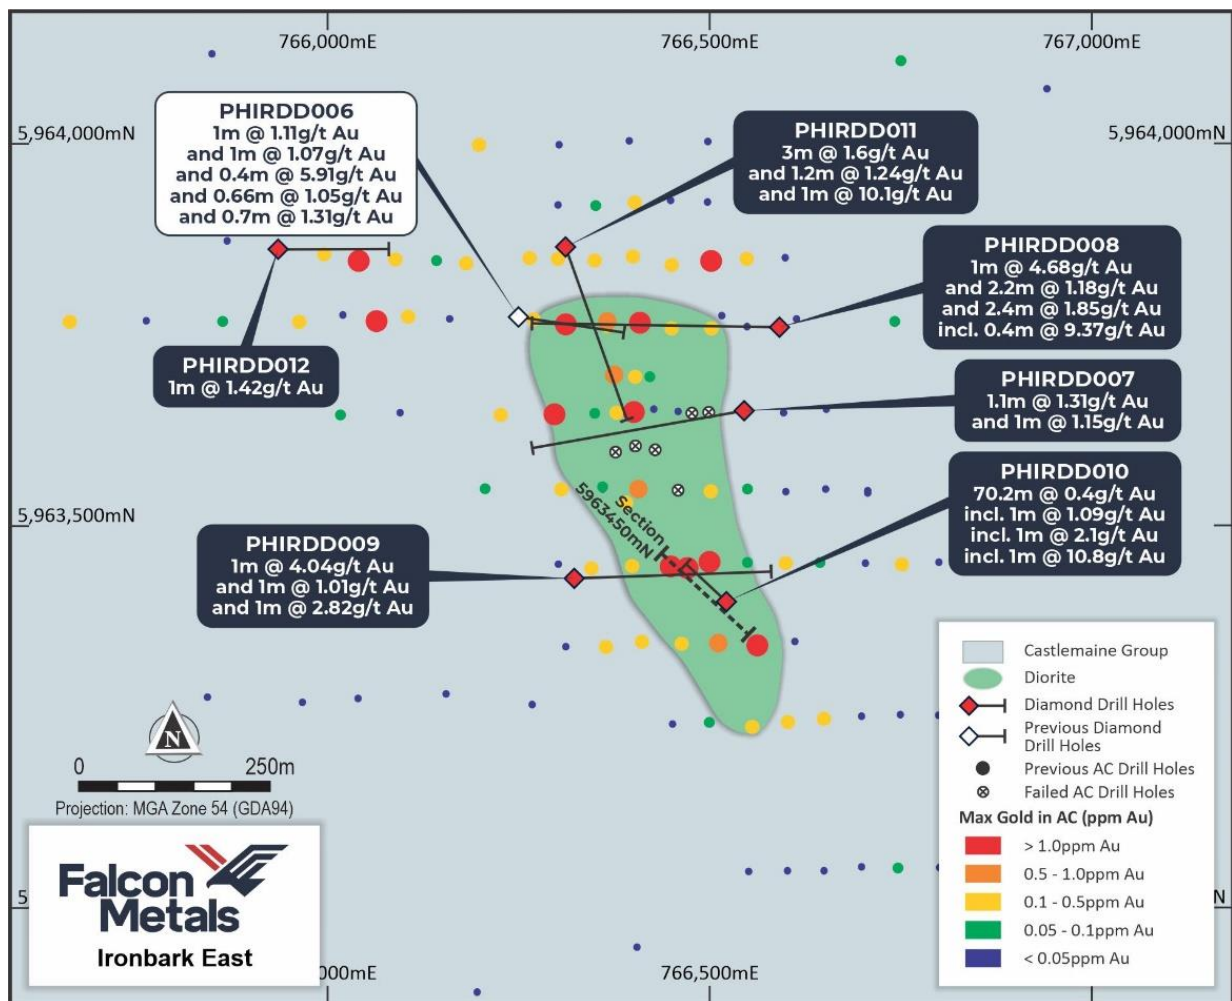 766,000mE
766,500mE
767,000mE
5,964,000mN
5,964,000mN
PHIRDD006
1m @ 1.11g/t Au
and 1m @ 1.07g/t Au
and 0.4m @ 5.91g/t Au
and 0.66m @ 1.05g/t Au
and 0.7m @ 1.31g/t Au
PHIRDD011
3m @ 1.6g/t Au
and 1.2m @ 1.24g/t Au
and 1m @ 10.1g/t Au
PHIRDD008
1m @ 4.68g/t Au
and 2.2m @ 1.18g/t Au
and 2.4m @ 1.85g/t Au
incl. 0.4m @ 9.37g/t Au
PHIRDD012
1m @ 1.42g/t Au
PHIRDD007
1.1m @ 1.31g/t Au
and 1m @ 1.15g/t Au
PHIRDD010
70.2m @ 0.4g/t Au
incl. 1m @ 1.09g/t Au
incl. 1m @ 2.1g/t Au
incl. 1m @ 10.8g/t Au
5,963,500mN
Section
5963450mN
PHIRDD009
1m @ 4.04g/t Au
and 1m @ 1.01g/t Au
and 1m @ 2.82g/t Au
N
0 250m
Projection: MGA Zone 54 (GDA94)
Falcon
Metals
Ironbark East
Castlemaine Group
Diorite
Diamond Drill Holes
Previous Diamond
Drill Holes
Previous AC Drill Holes
Failed AC Drill Holes
Max Gold in AC (ppm Au)
> 1.0ppm Au
0.5 - 1.0ppm Au
0.1 - 0.5ppm Au
0.05 - 0.1ppm Au
< 0.05ppm Au
766,500mE